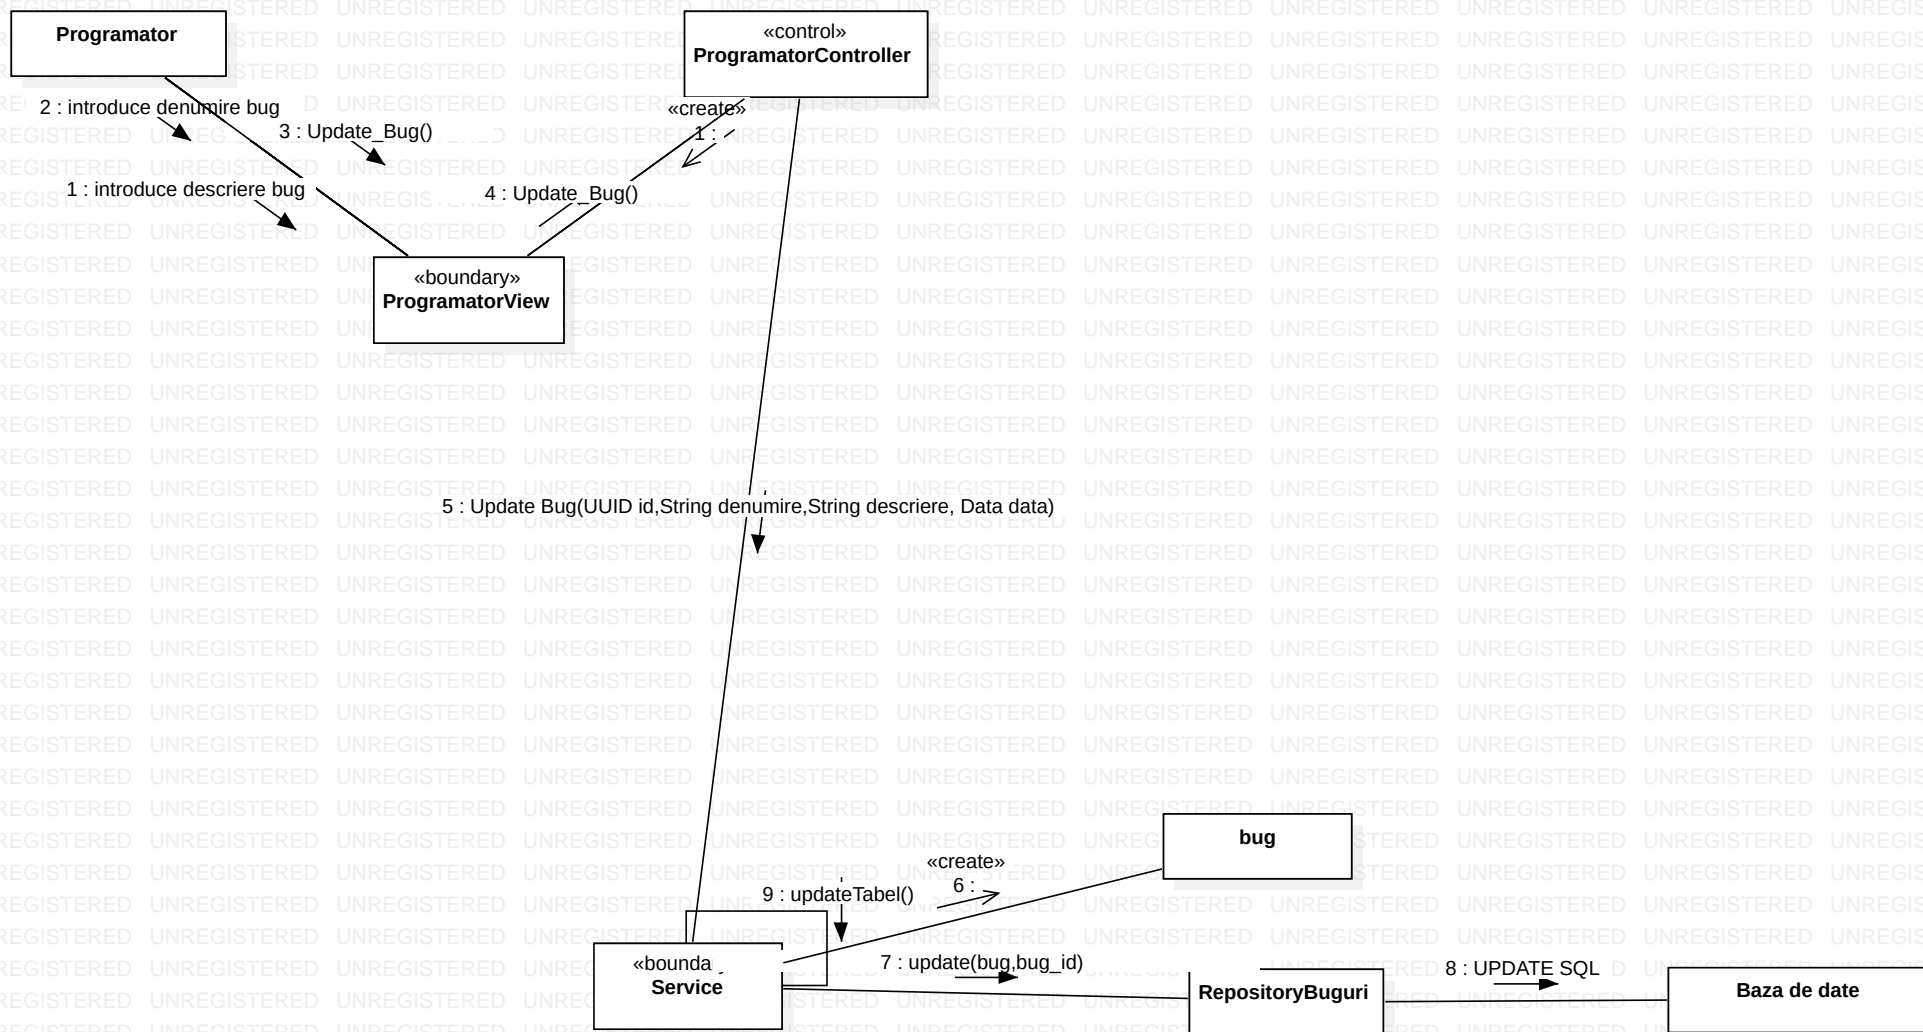 Programator
«control»
ProgramatorController
2 : introduce denumire bug
«create»
1 :
3 : Update_Bug()
1 : introduce descriere bug
4 : Update_Bug()
«boundary»
ProgramatorView
5 : Update Bug(UUID id,String denumire,String descriere, Data data)
bug
«create»
6 :
9 : updateTabel()
«bounda
Service
7 : update(bug,bug_id)
RepositoryBuguri
8 : UPDATE SQL
Baza de date
UNREGISTERED